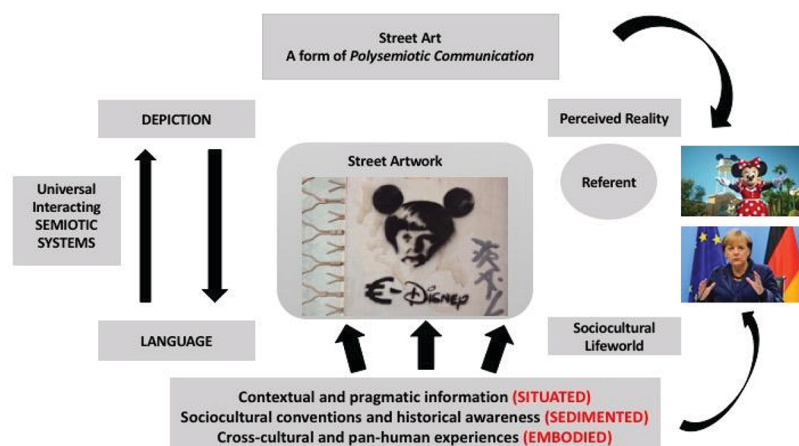 Street Art
A form of Polysemiotic Communication
DEPICTION
Perceived Reality
Street Artwork
Referent
Universal
Interacting
SEMIOTIC
SYSTEMS
€-DISNEP
LANGUAGE
Sociocultural
Lifeworld
Contextual and pragmatic information (SITUATED)
Sociocultural conventions and historical awareness (SEDIMENTED)
Cross-cultural and pan-human experiences (EMBODIED)